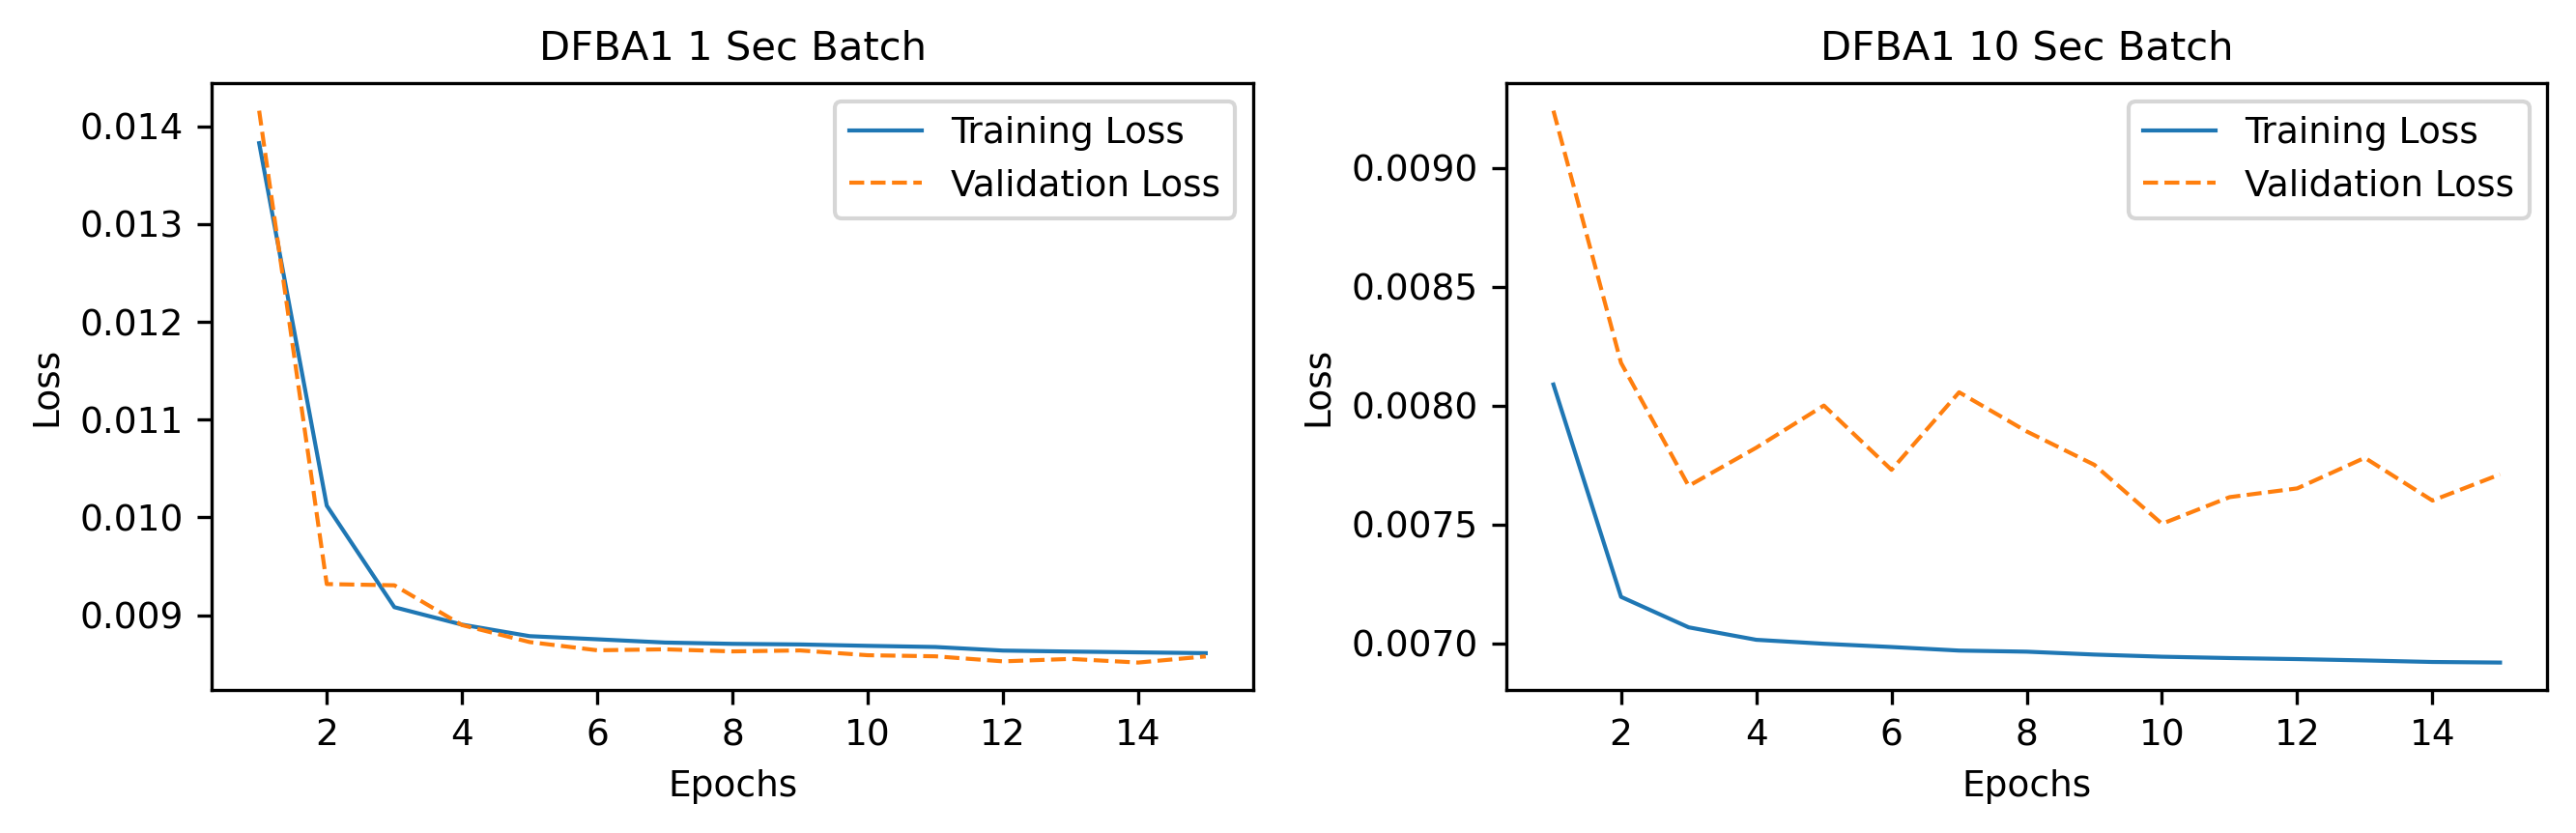 DFBA1 1 Sec Batch
0.014
0.013
0.012
0.011
0.010
0.009
Loss
2 4 6 8 10 12 14
Epochs
Training Loss
Validation Loss
DFBA1 10 Sec Batch
0.0090
0.0085
0.0080
0.0075
0.0070
Loss
2 4 6 8 10 12 14
Epochs
Training Loss
Validation Loss